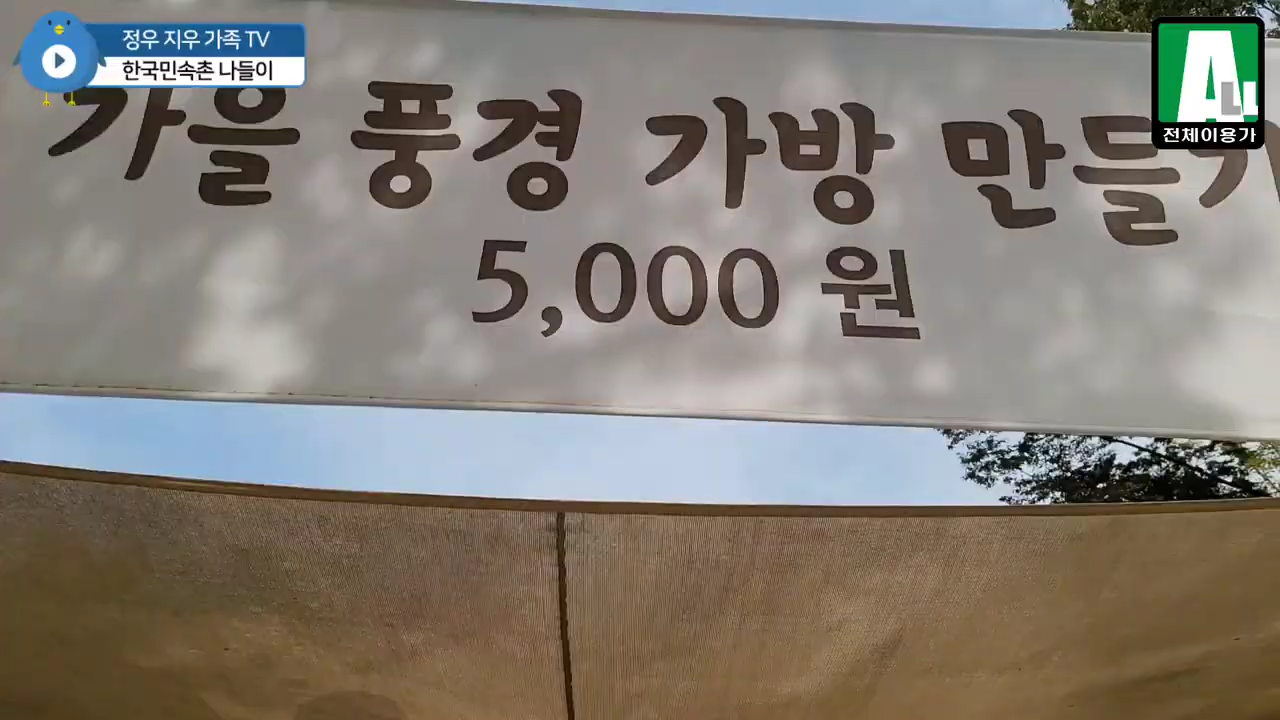 정우 지우 가족 TV
한국민속촌 나들이
ALL
전체이용가
가을 풍경 가방 만들기
5,000 원